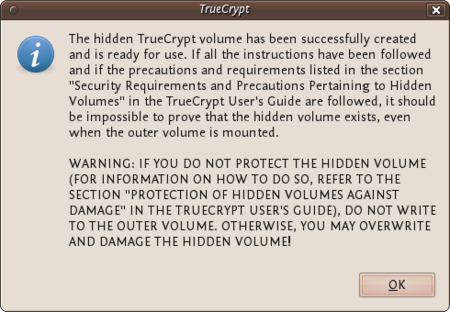 TrueCrypt
The hidden TrueCrypt volume has been successfully created
and is ready for use. If all the instructions have been followed
and if the precautions and requirements listed in the section
"Security Requirements and Precautions Pertaining to Hidden
Volumes" in the TrueCrypt User's Guide are followed, it should
be impossible to prove that the hidden volume exists, even
when the outer volume is mounted.
WARNING: IF YOU DO NOT PROTECT THE HIDDEN VOLUME
(FOR INFORMATION ON HOW TO DO SO, REFER TO THE
SECTION "PROTECTION OF HIDDEN VOLUMES AGAINST
DAMAGE" IN THE TRUECRYPT USER'S GUIDE), DO NOT WRITE
TO THE OUTER VOLUME. OTHERWISE, YOU MAY OVERWRITE
AND DAMAGE THE HIDDEN VOLUME!
OK